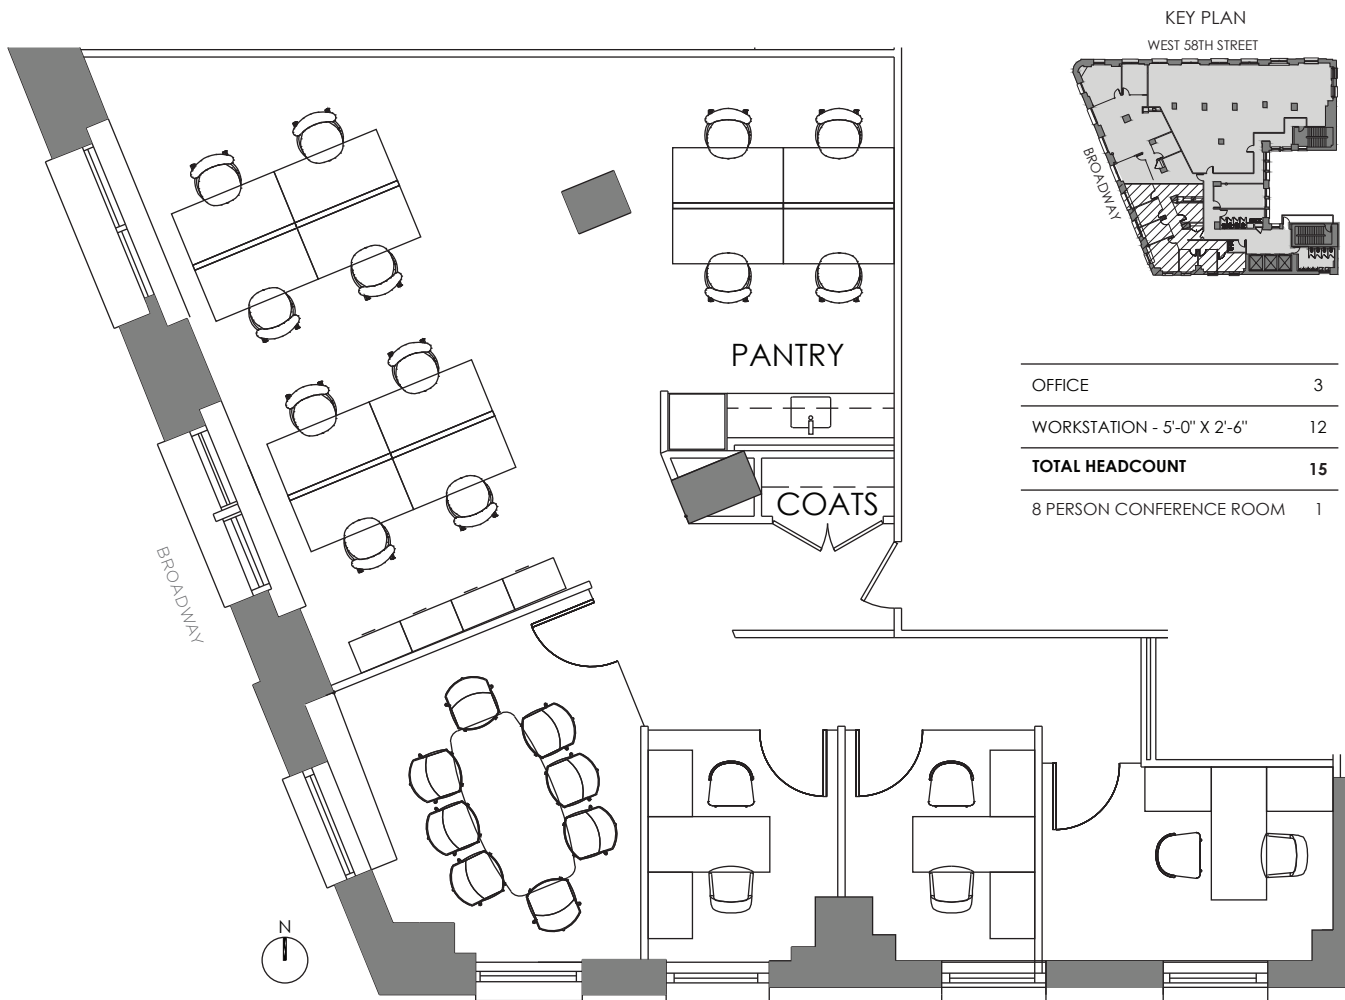 KEY PLAN
WEST 58TH STREET
BROADWAY
PANTRY
COATS
OFFICE 3
WORKSTATION - 5'-0" X 2'-6" 12
TOTAL HEADCOUNT 15
8 PERSON CONFERENCE ROOM 1
BROADWAY
N